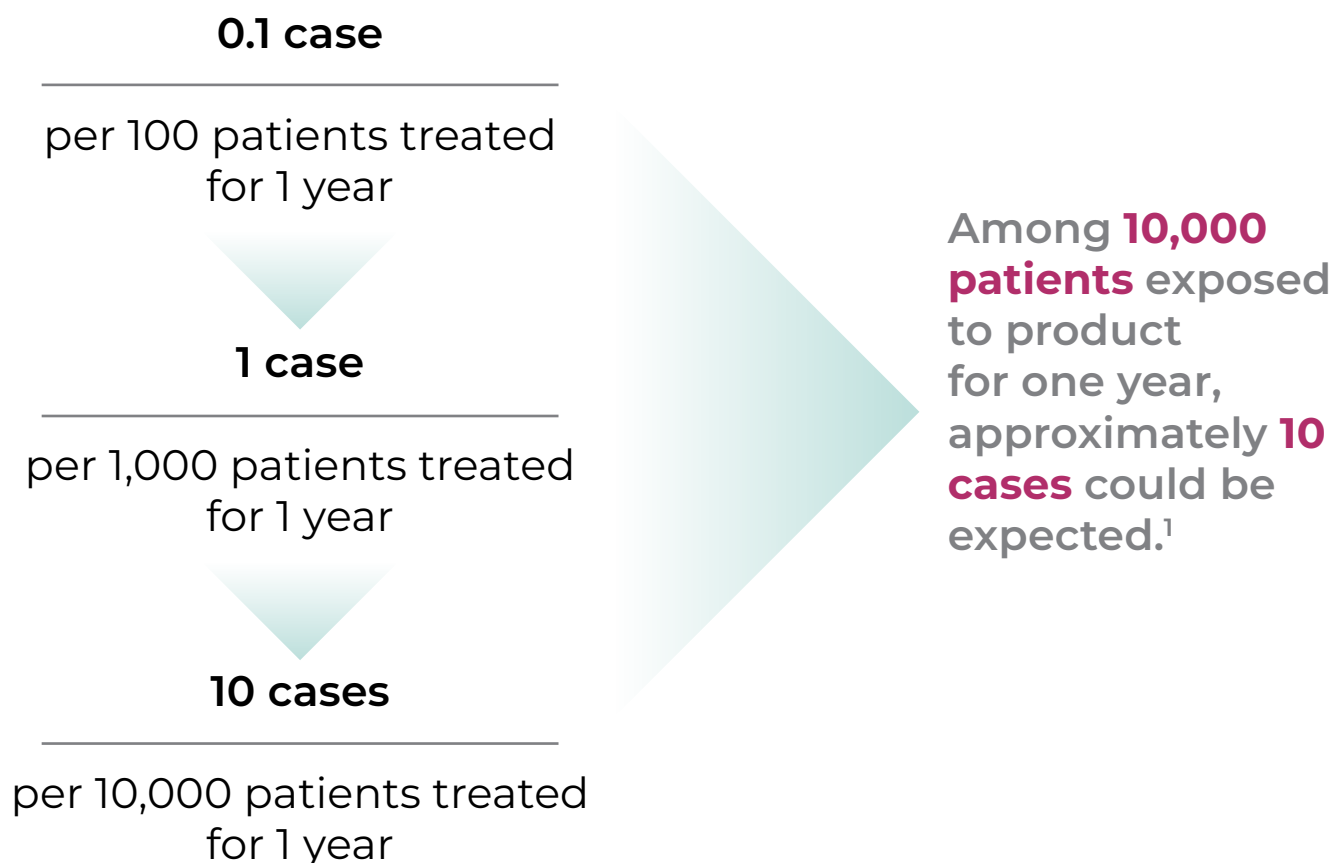 0.1 case
per 100 patients treated
for 1 year
1 case
per 1,000 patients treated
for 1 year
10 cases
per 10,000 patients treated
for 1 year
Among 10,000
patients exposed
to product
for one year,
approximately 10
cases could be
expected.¹